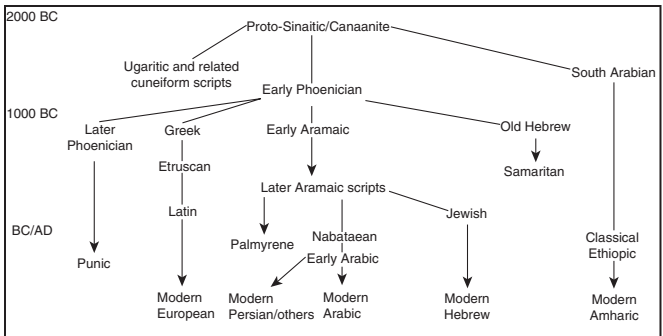 2000 BC
Proto-Sinaitic/Canaanite
Ugaritic and related
cuneiform scripts
South Arabian
Early Phoenician
1000 BC
Later
Phoenician
Greek
Early Aramaic
Old Hebrew
Etruscan
Samaritan
Later Aramaic scripts
Latin
Jewish
BC/AD
Palmyrene
Nabataean
Early Arabic
Classical
Ethiopic
Punic
Modern
European
Modern
Persian/others
Modern
Arabic
Modern
Hebrew
Modern
Amharic